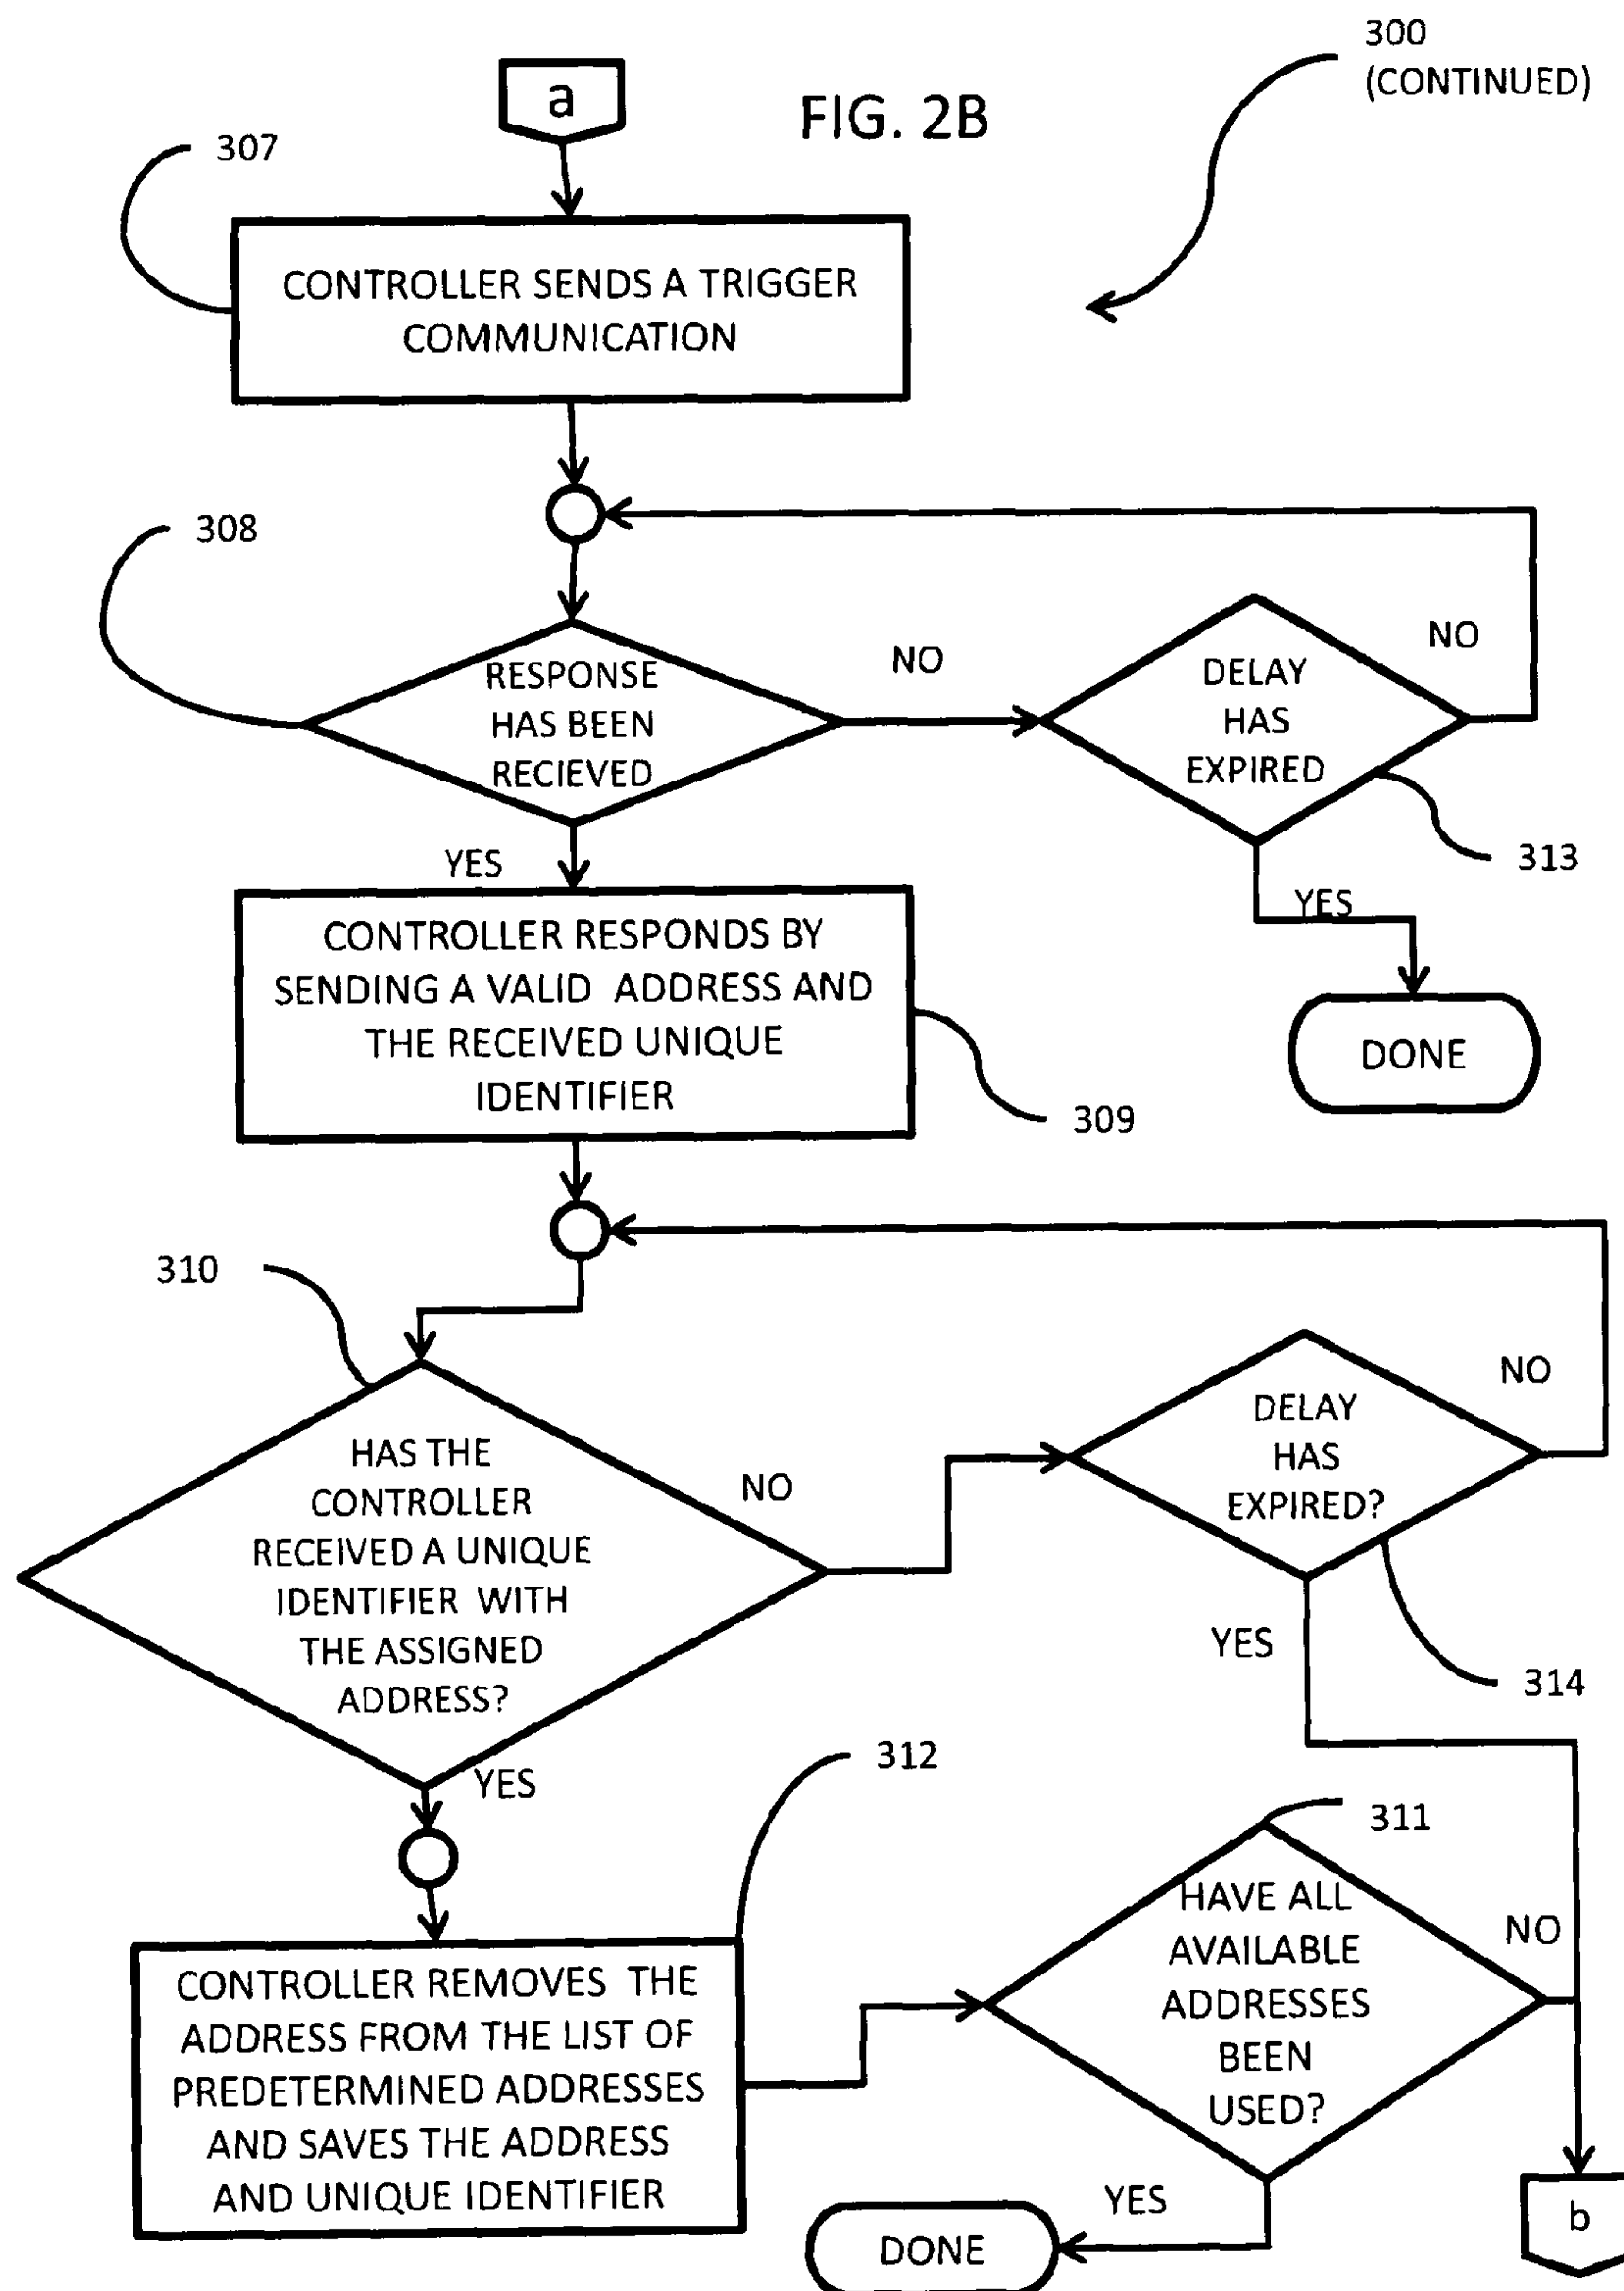 300
(CONTINUED)
a
FIG. 2B
307
CONTROLLER SENDS A TRIGGER
COMMUNICATION
308
RESPONSE
HAS BEEN
RECIEVED
NO
DELAY
HAS
EXPIRED
NO
313
YES
YES
CONTROLLER RESPONDS BY
SENDING A VALID ADDRESS AND
THE RECEIVED UNIQUE
IDENTIFIER
309
DONE
310
HAS THE
CONTROLLER
RECEIVED A UNIQUE
IDENTIFIER WITH
THE ASSIGNED
ADDRESS?
NO
DELAY
HAS
EXPIRED?
NO
YES
314
YES
312
311
CONTROLLER REMOVES THE
ADDRESS FROM THE LIST OF
PREDETERMINED ADDRESSES
AND SAVES THE ADDRESS
AND UNIQUE IDENTIFIER
HAVE ALL
AVAILABLE
ADDRESSES
BEEN
USED?
NO
YES
DONE
b